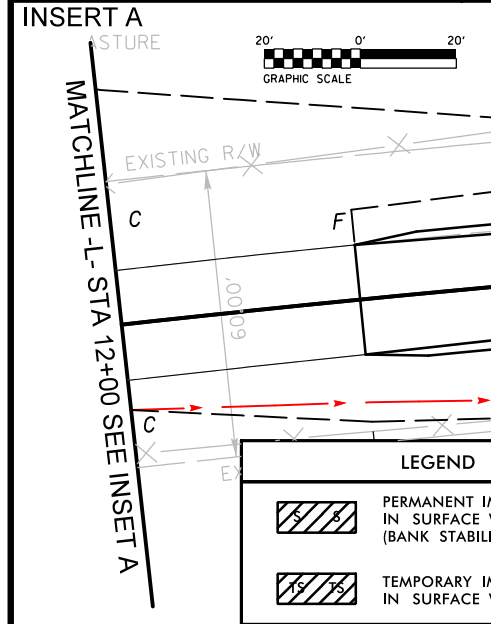 INSERT A
ASTURE
20' 0' 20'
GRAPHIC SCALE
MATCHLINE -L- STA 12+00 SEE INSET A
EXISTING R/W
C
F
60.00'
C
EX
LEGEND
S S
PERMANENT IM
IN SURFACE W
(BANK STABIL
TS TS
TEMPORARY IM
IN SURFACE W